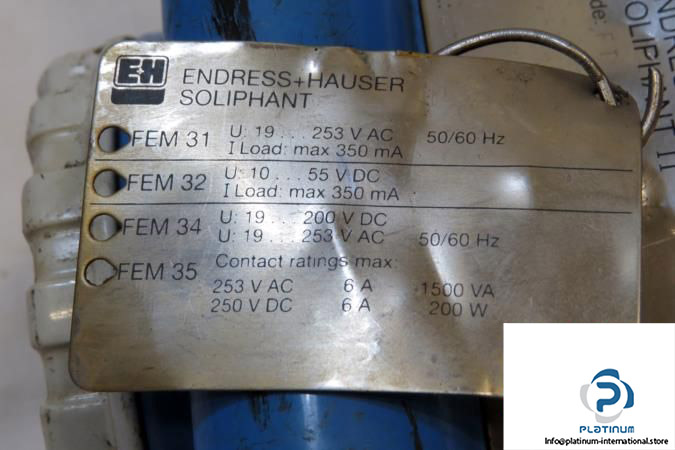 E+H
ENDRESS+HAUSER
SOLIPHANT
FEM 31 U: 19 ... 253 V AC 50/60 Hz
I Load: max 350 mA
FEM 32 U: 10 ... 55 V DC
I Load: max 350 mA
FEM 34 U: 19 ... 200 V DC
U: 19 ... 253 V AC 50/60 Hz
FEM 35 Contact ratings max:
253 V AC 6 A 1500 VA
250 V DC 6 A 200 W
OLIPHANT II
PLATINUM
info@platinum-international.store